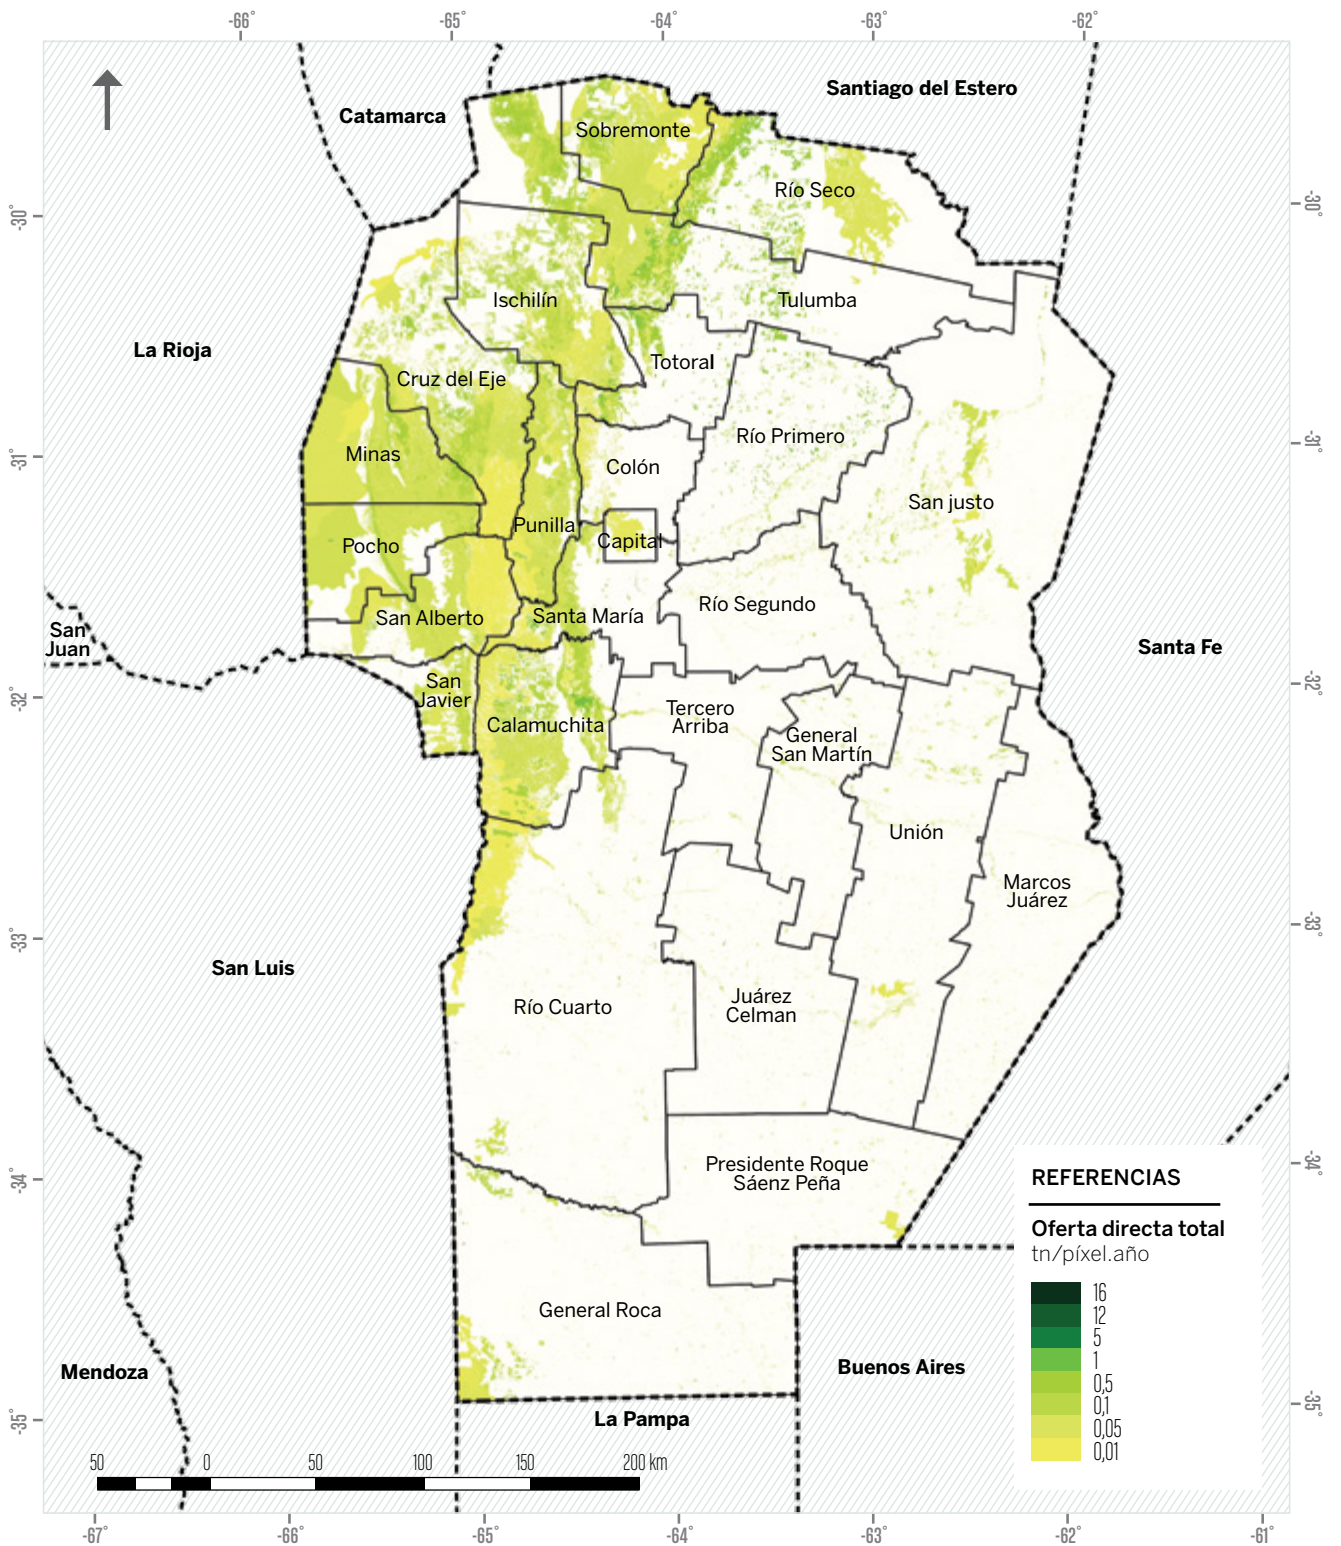 -66°
-65°
-64°
-63°
-62°
Santiago del Estero
Catamarca
Sobremonte
Río Seco
-30°
-30°
Ischilín
Tulumba
La Rioja
Totoral
Cruz del Eje
Río Primero
-31°
-31°
Minas
Colón
San justo
Punilla
Capital
Pocho
Río Segundo
San Alberto
Santa María
San
Juan
Santa Fe
-32°
-32°
San
Javier
Calamuchita
Tercero
Arriba
General
San Martín
Unión
Marcos
Juárez
-33°
-33°
San Luis
Río Cuarto
Juárez
Celman
-34°
-34°
Presidente Roque
Sáenz Peña
General Roca
Mendoza
Buenos Aires
La Pampa
-35°
-35°
REFERENCIAS
Oferta directa total
tn/píxel.año
16
12
5
1
0,5
0,1
0,05
0,01
50 0 50 100 150 200 km
-67°
-66°
-65°
-64°
-63°
-62°
-61°